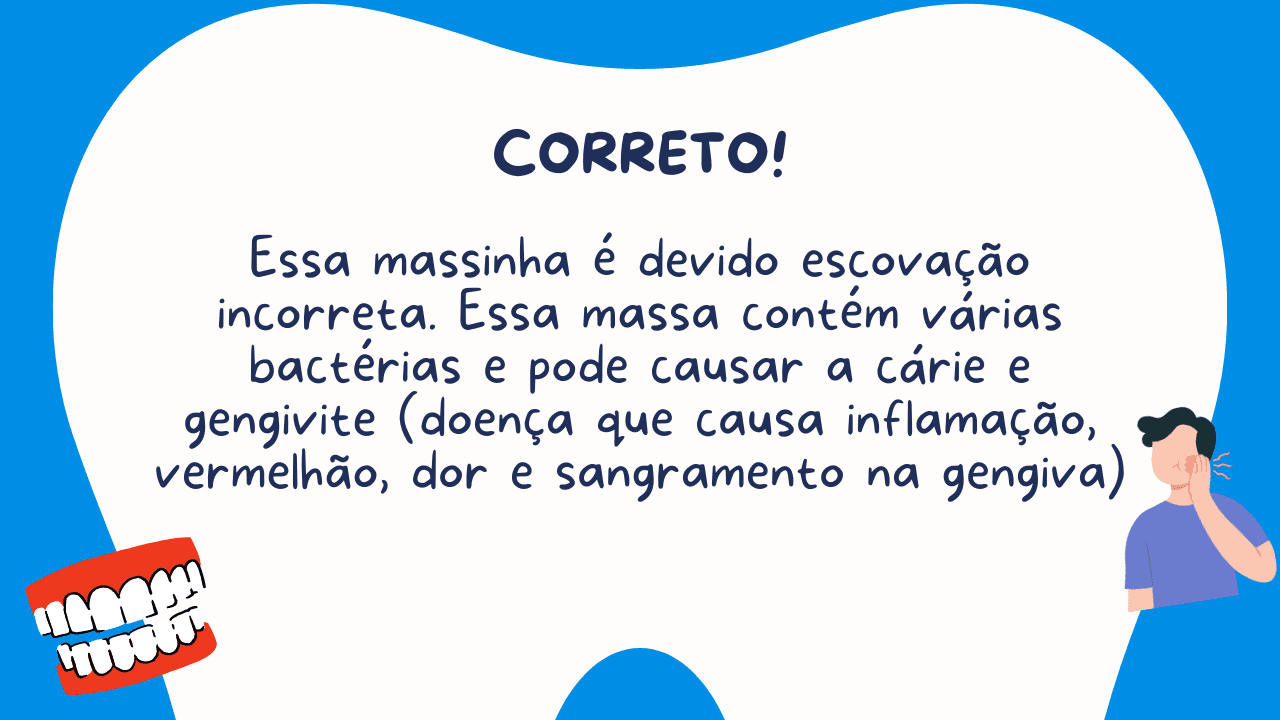 CORRETO!
Essa massinha é devido escovação
incorreta. Essa massa contém várias
bactérias e pode causar a cárie e
gengivite (doença que causa inflamação,
vermelhão, dor e sangramento na gengiva)